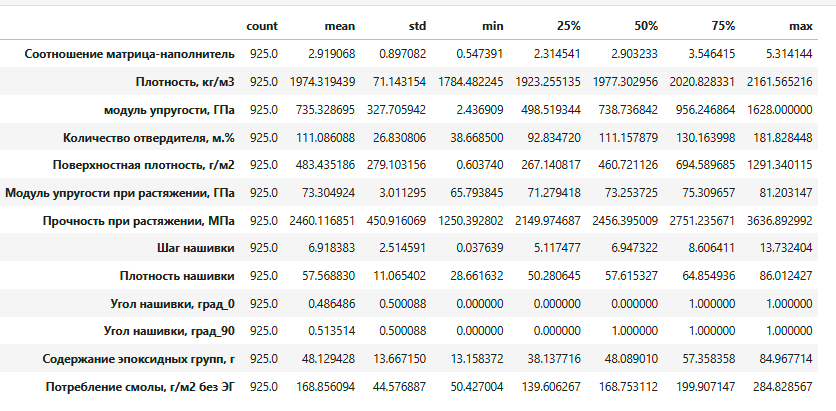 count mean std min 25% 50% 75% max
Соотношение матрица-наполнитель 925.0 2.919068 0.897082 0.547391 2.314541 2.903233 3.546415 5.314144
Плотность, кг/м3 925.0 1974.319439 71.143154 1784.482245 1923.255135 1977.302956 2020.828331 2161.565216
модуль упругости, ГПа 925.0 735.328695 327.705942 2.436909 498.519344 738.736842 956.246864 1628.000000
Количество отвердителя, м.% 925.0 111.086088 26.830806 38.668500 92.834720 111.157879 130.163998 181.828448
Поверхностная плотность, г/м2 925.0 483.435186 279.103156 0.603740 267.140817 460.721126 694.589685 1291.340115
Модуль упругости при растяжении, ГПа 925.0 73.304924 3.011295 65.793845 71.279418 73.253725 75.309657 81.203147
Прочность при растяжении, МПа 925.0 2460.116851 450.916069 1250.392802 2149.974687 2456.395009 2751.235671 3636.892992
Шаг нашивки 925.0 6.918383 2.514591 0.037639 5.117477 6.947322 8.606411 13.732404
Плотность нашивки 925.0 57.568830 11.065402 28.661632 50.280645 57.615327 64.854936 86.012427
Угол нашивки, град_0 925.0 0.486486 0.500088 0.000000 0.000000 0.000000 1.000000 1.000000
Угол нашивки, град_90 925.0 0.513514 0.500088 0.000000 0.000000 1.000000 1.000000 1.000000
Содержание эпоксидных групп, г 925.0 48.129428 13.667150 13.158372 38.137716 48.089010 57.358358 84.967714
Потребление смолы, г/м2 без ЭГ 925.0 168.856094 44.576887 50.427004 139.606267 168.753112 199.907147 284.828567